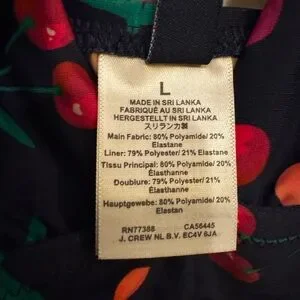 L
MADE IN SRI LANKA
FABRIQUÉ AU SRI LANKA
HERGESTELLT IN SRI LANKA
スリランカ製
Main Fabric: 80% Polyamide/ 20%
Elastane
Liner: 79% Polyester/ 21% Elastane
Tissu Principal: 80% Polyamide/ 20%
Élasthanne
Doublure: 79% Polyester/ 21%
Élasthanne
Hauptgewebe: 80% Polyamide/ 20%
Elastan
RN77388 CA56445
J. CREW NL B.V. EC4V 6JA